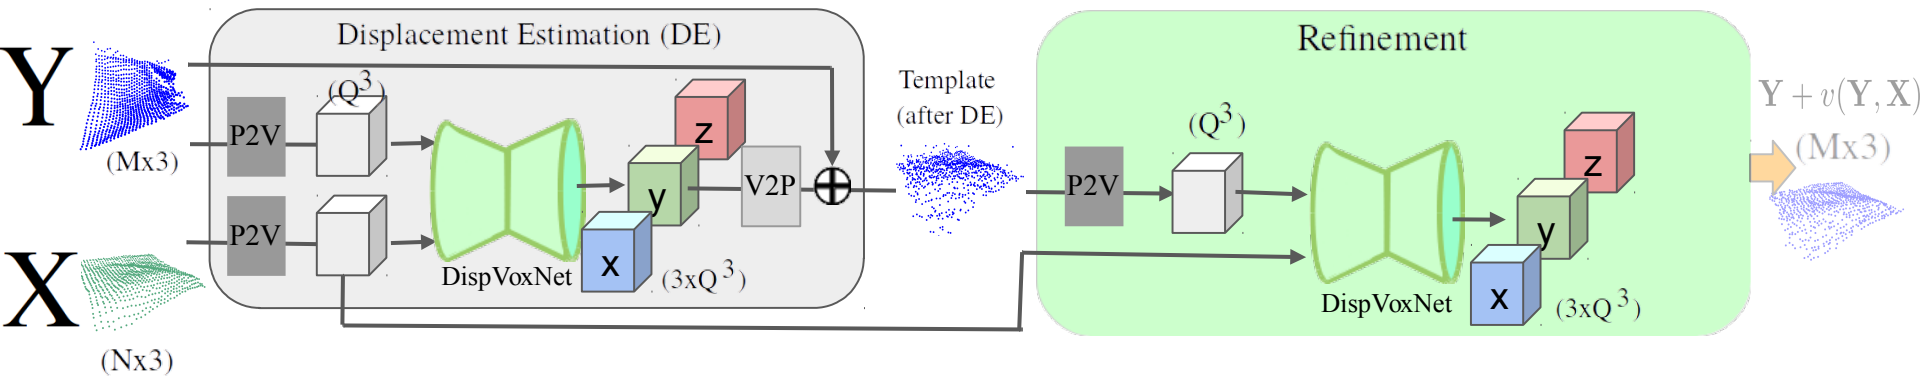 Y
(Mx3)
X
(Nx3)
Displacement Estimation (DE)
P2V
(Q³)
P2V
DispVoxNet
z
y
x
(3xQ³)
V2P
Template
(after DE)
Refinement
P2V
(Q³)
DispVoxNet
z
y
x
(3xQ³)
Y + v(Y, X)
(Mx3)